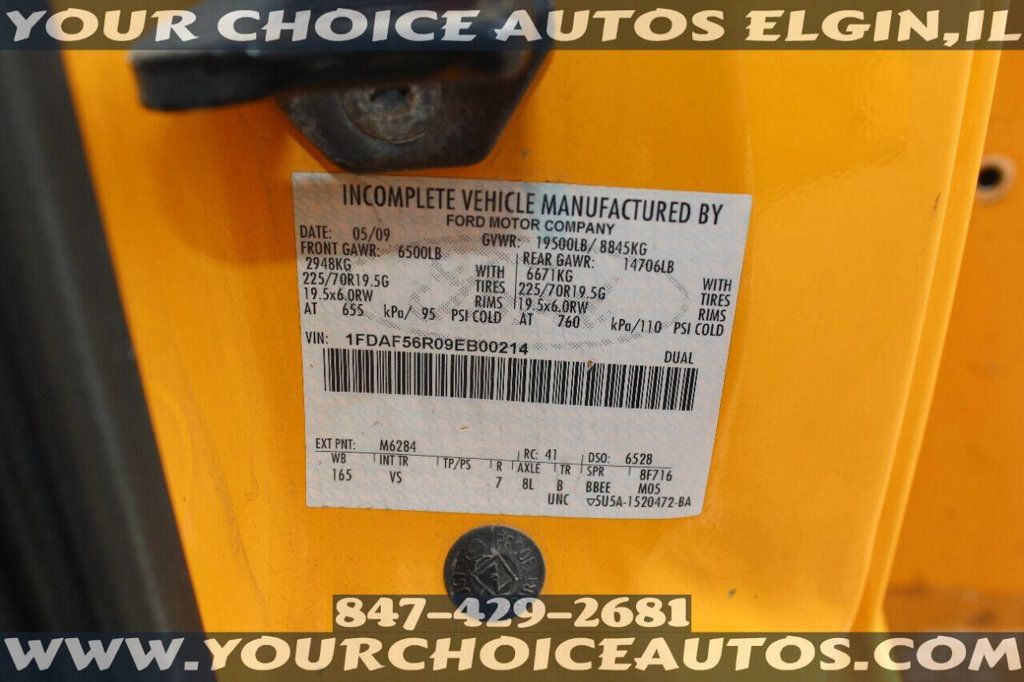 YOUR CHOICE AUTOS ELGIN,IL
INCOMPLETE VEHICLE MANUFACTURED BY
FORD MOTOR COMPANY
DATE: 05/09 GVWR: 19500LB/ 8845KG
FRONT GAWR: 6500LB REAR GAWR: 14706LB
2948KG WITH 6671KG WITH
225/70R19.5G TIRES 225/70R19.5G TIRES
19.5x6.0RW RIMS 19.5x6.0RW RIMS
AT 655 kPa/ 95 PSI COLD AT 760 kPa/110 PSI COLD
VIN: 1FDAF56R09EB00214 DUAL
EXT PNT: M6284 RC: 41 DSO: 6528
WB INT TR TP/PS R AXLE TR SPR 8F716
165 VS 7 8L B BBEE M05
UNC ▽5U5A-1520472-BA
847-429-2681
WWW.YOURCHOICEAUTOS.COM